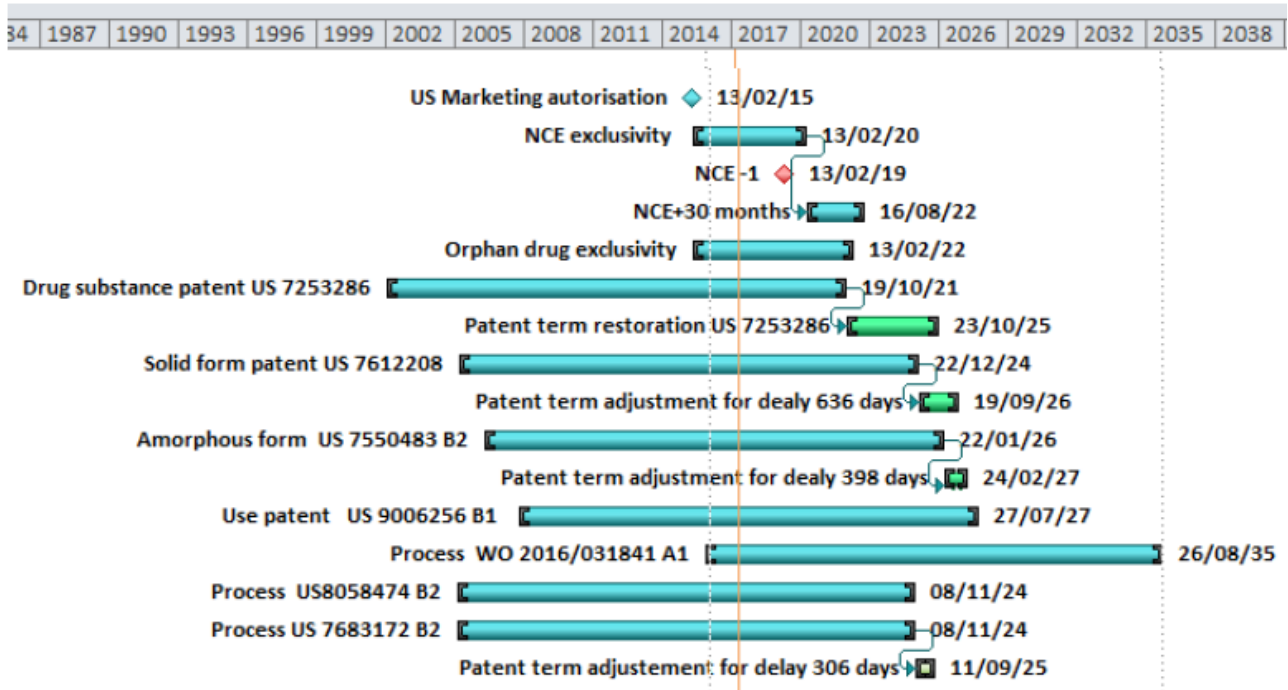 84 1987 1990 1993 1996 1999 2002 2005 2008 2011 2014 2017 2020 2023 2026 2029 2032 2035 2038
US Marketing autorisation 13/02/15
NCE exclusivity 13/02/20
NCE -1 13/02/19
NCE+30 months 16/08/22
Orphan drug exclusivity 13/02/22
Drug substance patent US 7253286 19/10/21
Patent term restoration US 7253286 23/10/25
Solid form patent US 7612208 22/12/24
Patent term adjustment for dealy 636 days 19/09/26
Amorphous form US 7550483 B2 22/01/26
Patent term adjustment for dealy 398 days 24/02/27
Use patent US 9006256 B1 27/07/27
Process WO 2016/031841 A1 26/08/35
Process US8058474 B2 08/11/24
Process US 7683172 B2 08/11/24
Patent term adjustement for delay 306 days 11/09/25